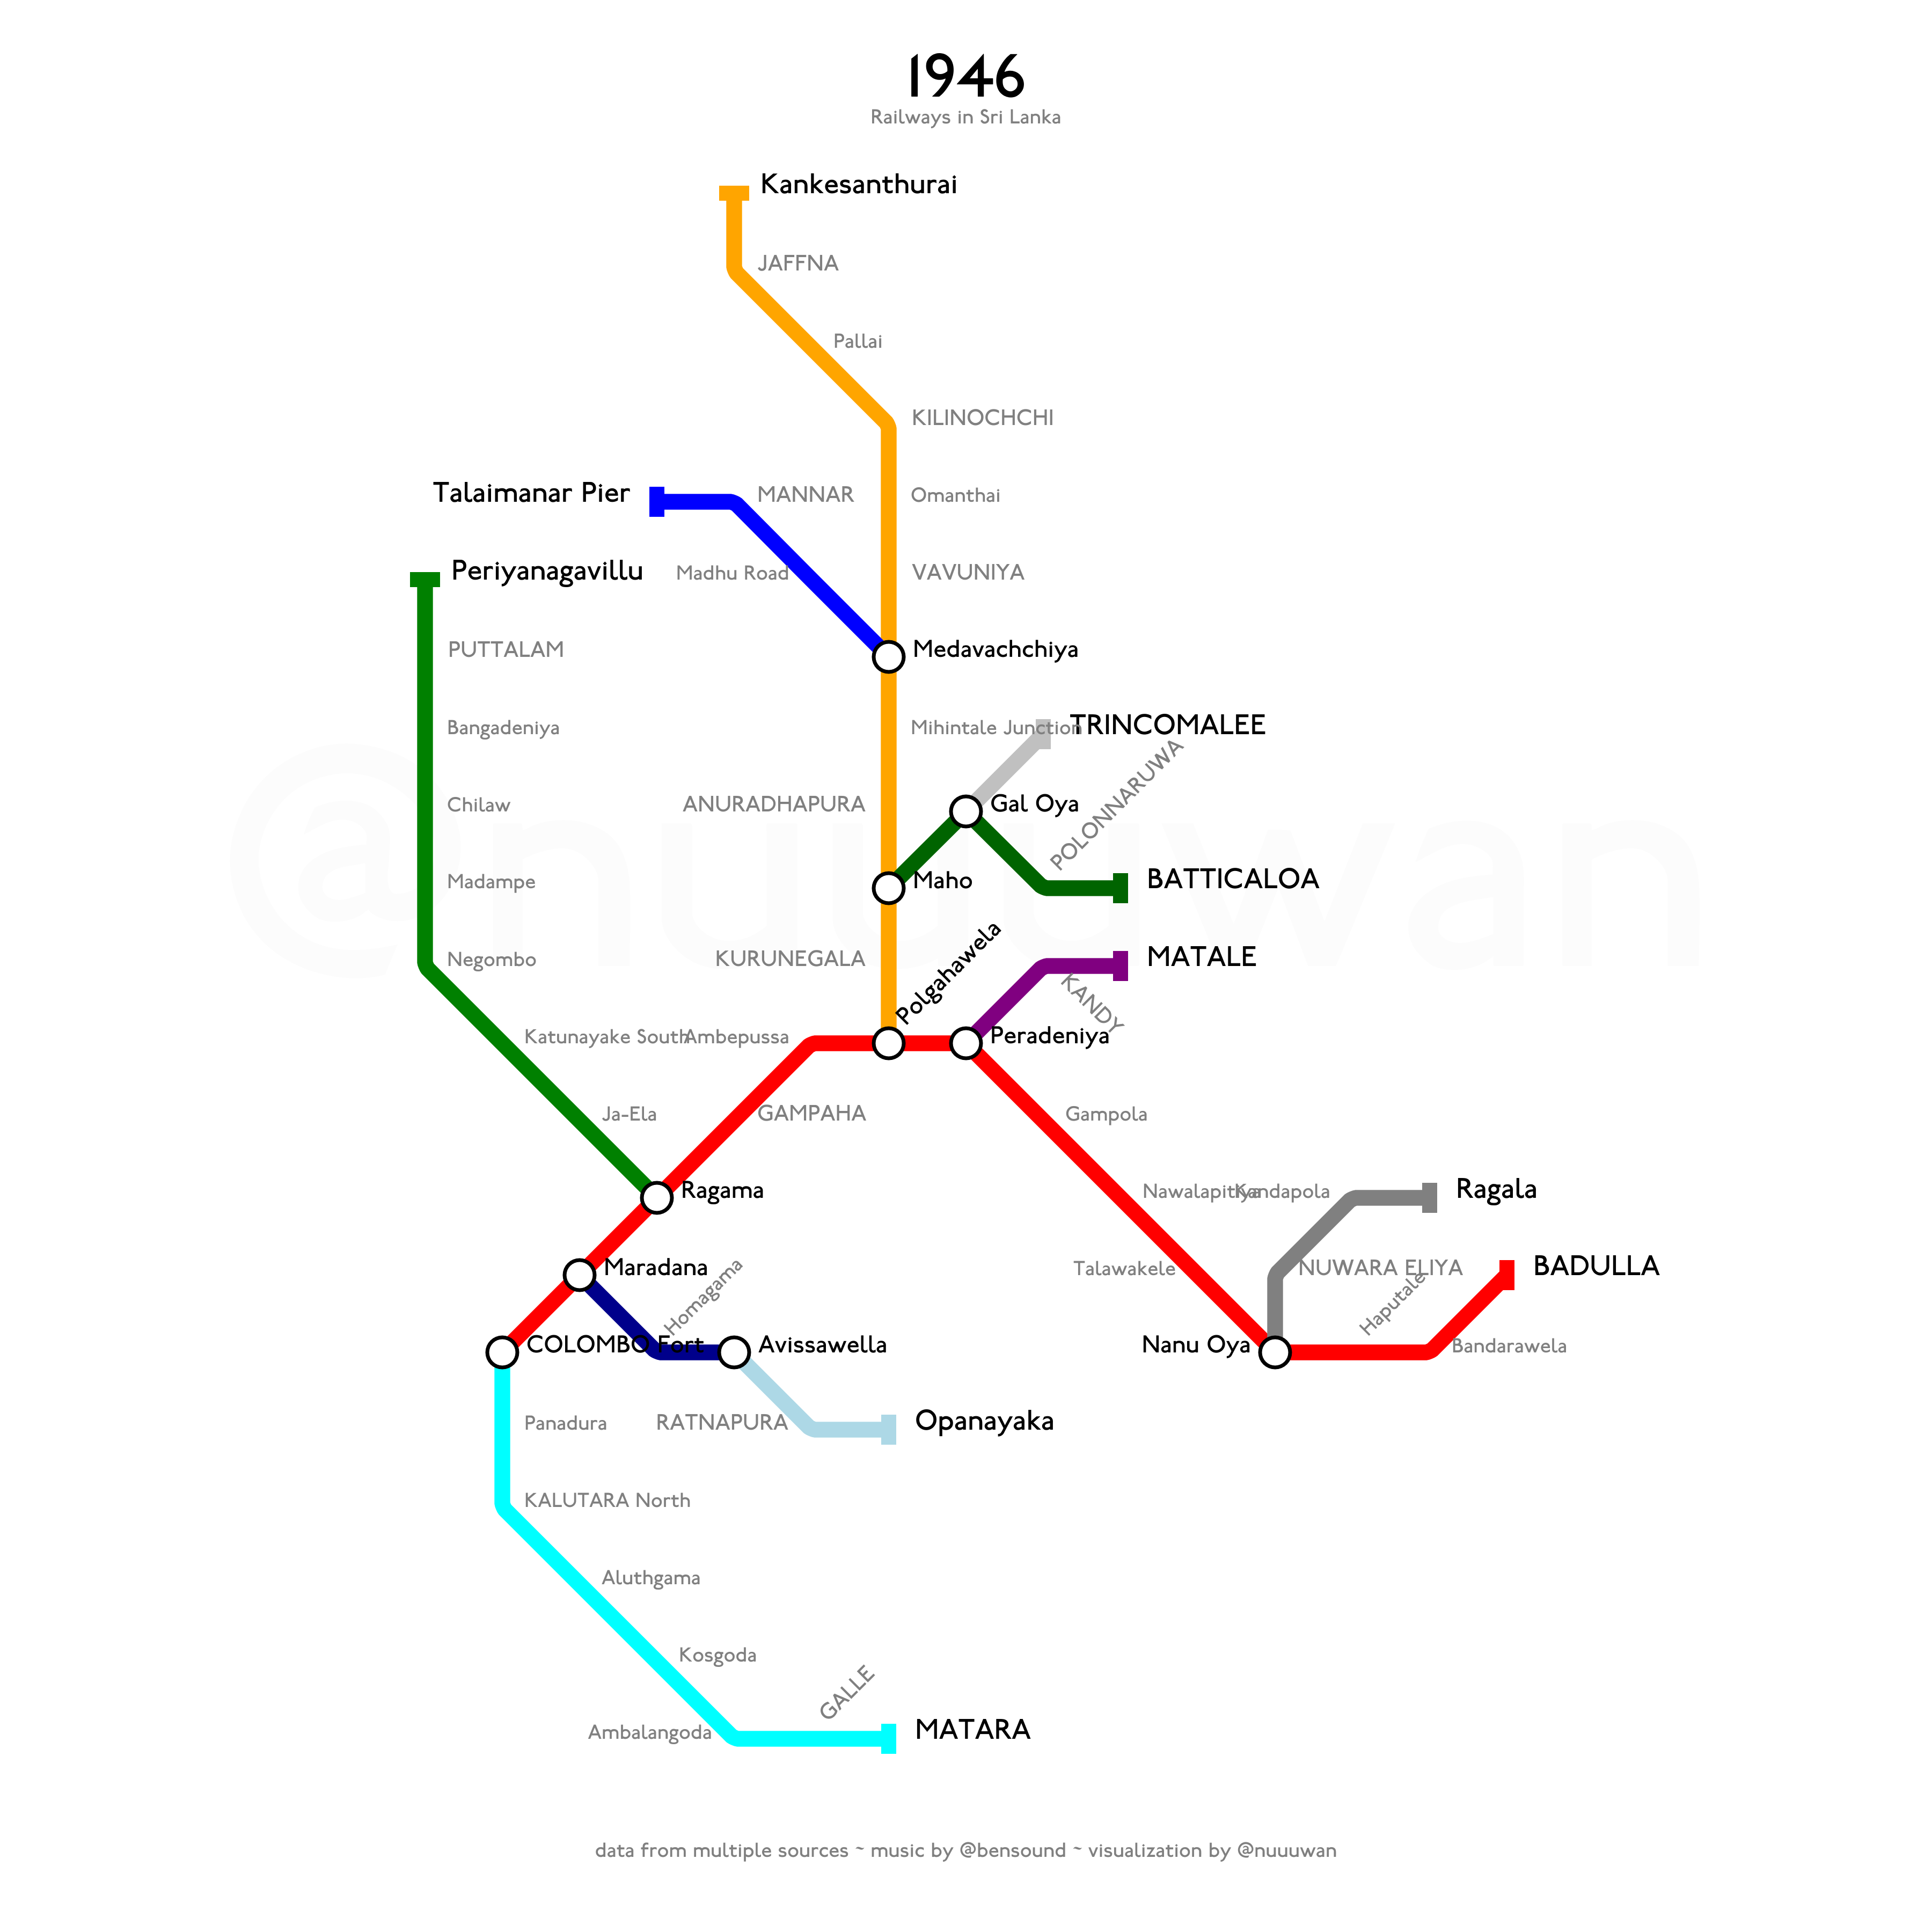 1946
Railways in Sri Lanka
Kankesanthurai
JAFFNA
Pallai
KILINOCHCHI
Talaimanar Pier
MANNAR
Omanthai
Periyanagavillu
Madhu Road
VAVUNIYA
PUTTALAM
Medavachchiya
Bangadeniya
Mihintale Junction
TRINCOMALEE
Chilaw
ANURADHAPURA
Gal Oya
POLONNARUWA
Madampe
Maho
BATTICALOA
Negombo
KURUNEGALA
Polgahawela
MATALE
KANDY
Katunayake South
Ambepussa
Peradeniya
Ja-Ela
GAMPAHA
Gampola
Ragama
Nawalapitiya
Kandapola
Ragala
Maradana
Homagama
Talawakele
NUWARA ELIYA
Haputale
BADULLA
COLOMBO Fort
Avissawella
Nanu Oya
Bandarawela
Panadura
RATNAPURA
Opanayaka
KALUTARA North
Aluthgama
Kosgoda
GALLE
Ambalangoda
MATARA
@nuuuwan
data from multiple sources ~ music by @bensound ~ visualization by @nuuuwan